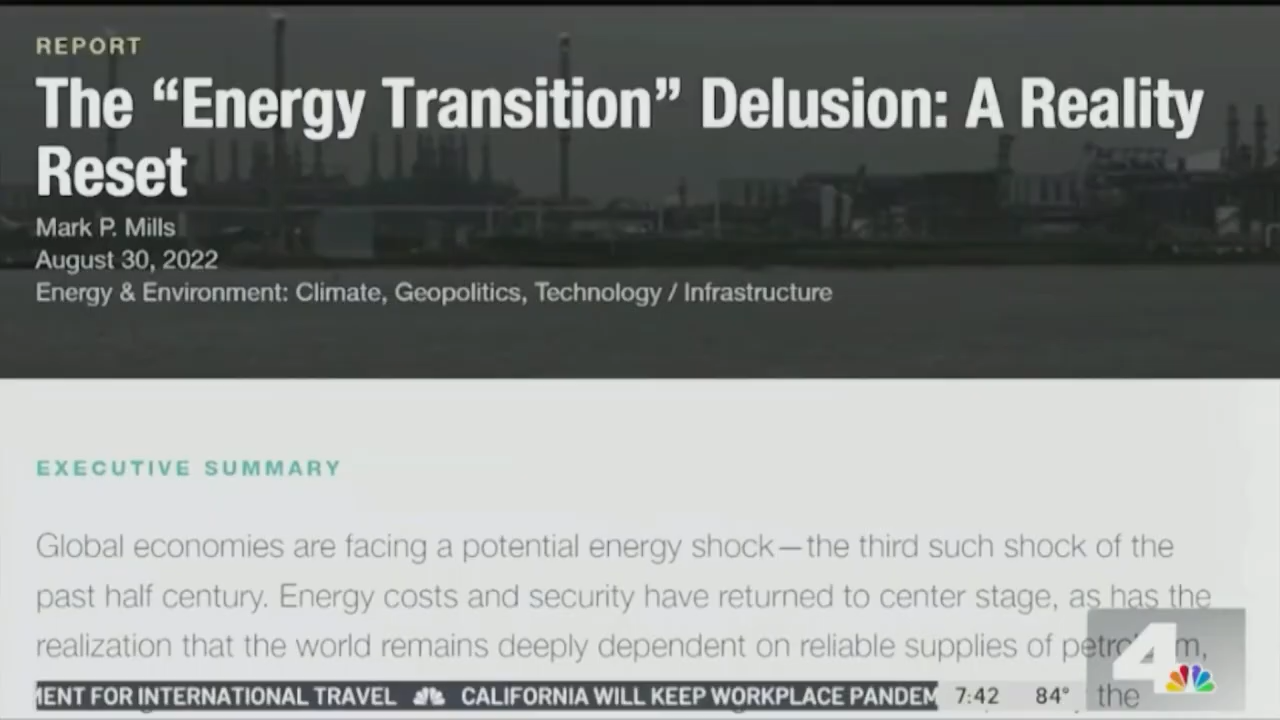 REPORT
The “Energy Transition” Delusion: A Reality
Reset
Mark P. Mills
August 30, 2022
Energy & Environment: Climate, Geopolitics, Technology / Infrastructure
EXECUTIVE SUMMARY
Global economies are facing a potential energy shock—the third such shock of the
past half century. Energy costs and security have returned to center stage, as has the
realization that the world remains deeply dependent on reliable supplies of
the
MENT FOR INTERNATIONAL TRAVEL CALIFORNIA WILL KEEP WORKPLACE PANDEM 7:42 84°
4